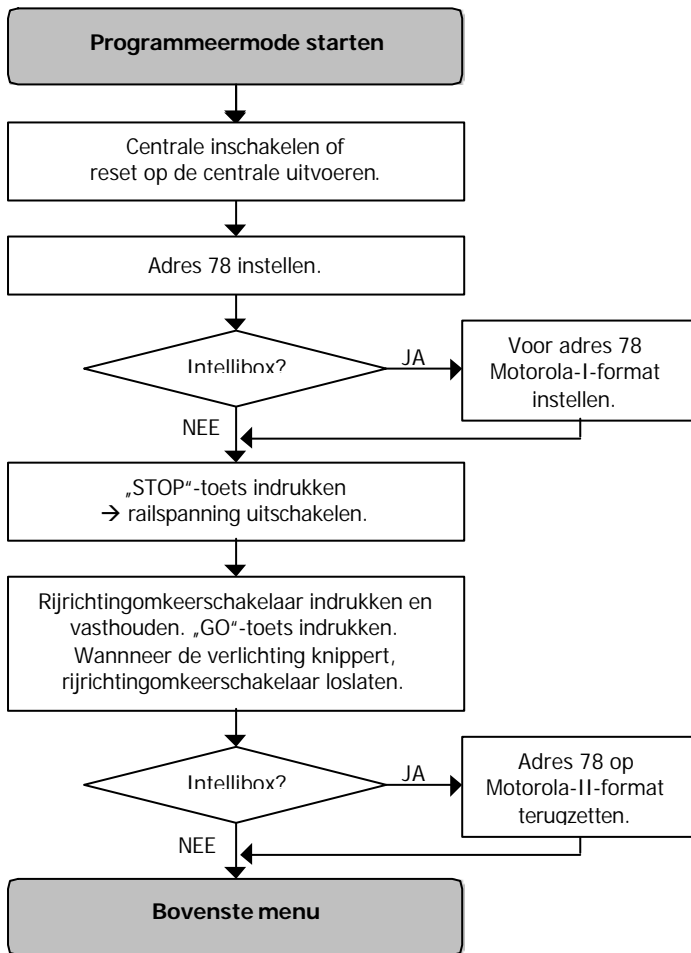 Programmeermode starten
Centrale inschakelen of
reset op de centrale uitvoeren.
Adres 78 instellen.
Intellibox?
JA
Voor adres 78
Motorola-I-format
instellen.
NEE
„STOP“-toets indrukken
→ railspanning uitschakelen.
Rijrichtingomkeerschakelaar indrukken en
vasthouden. „GO“-toets indrukken.
Wannneer de verlichting knippert,
rijrichtingomkeerschakelaar loslaten.
Intellibox?
JA
Adres 78 op
Motorola-II-format
terugzetten.
NEE
Bovenste menu